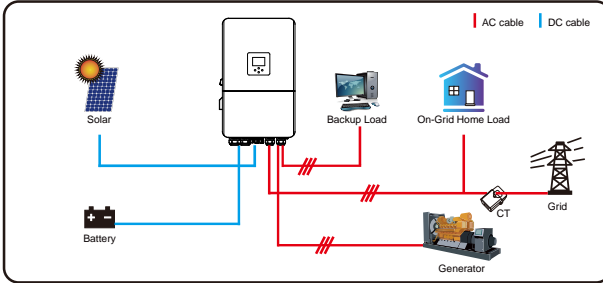 AC cable
DC cable
Solar
Backup Load
On-Grid Home Load
Battery
CT
Grid
Generator